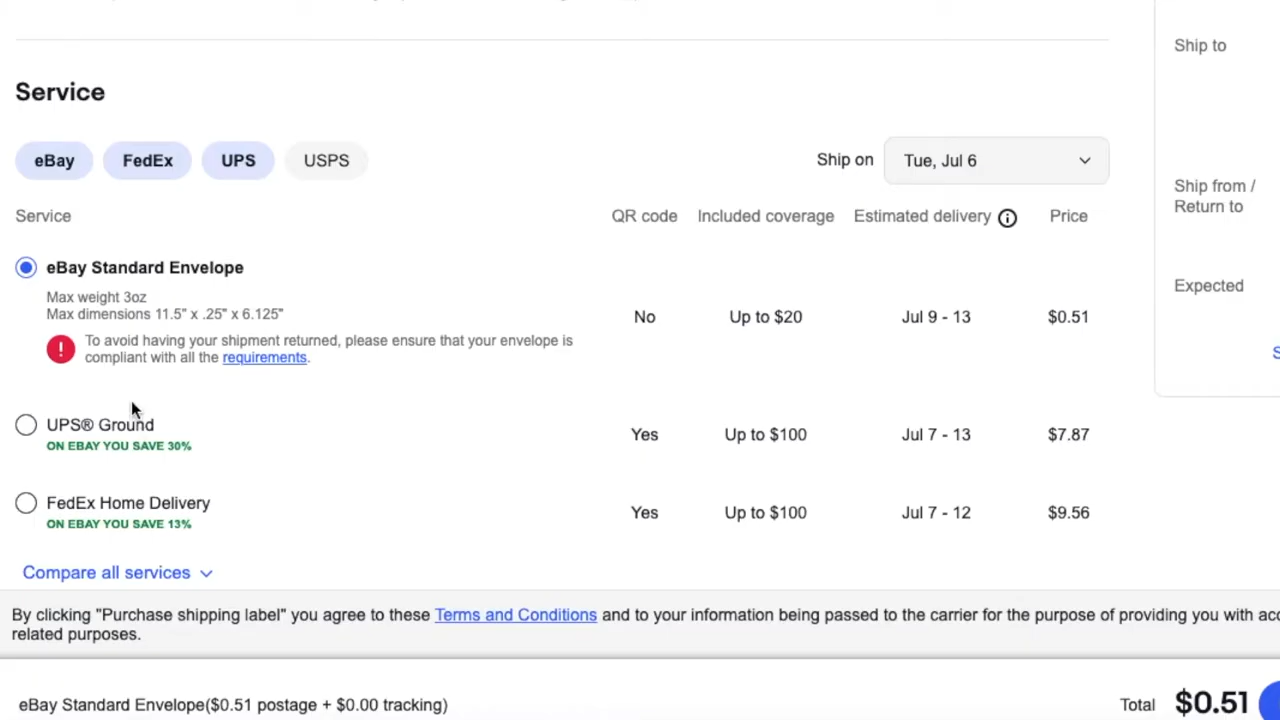 Ship to
Service
eBay FedEx UPS USPS
Ship on Tue, Jul 6
Ship from /
Return to
Service QR code Included coverage Estimated delivery Price
eBay Standard Envelope
Max weight 3oz
Max dimensions 11.5" x .25" x 6.125"
No Up to $20 Jul 9 - 13 $0.51
Expected
! To avoid having your shipment returned, please ensure that your envelope is
compliant with all the requirements.
UPS® Ground
ON EBAY YOU SAVE 30%
Yes Up to $100 Jul 7 - 13 $7.87
FedEx Home Delivery
ON EBAY YOU SAVE 13%
Yes Up to $100 Jul 7 - 12 $9.56
Compare all services
By clicking "Purchase shipping label" you agree to these Terms and Conditions and to your information being passed to the carrier for the purpose of providing you with
related purposes.
eBay Standard Envelope($0.51 postage + $0.00 tracking)
Total $0.51